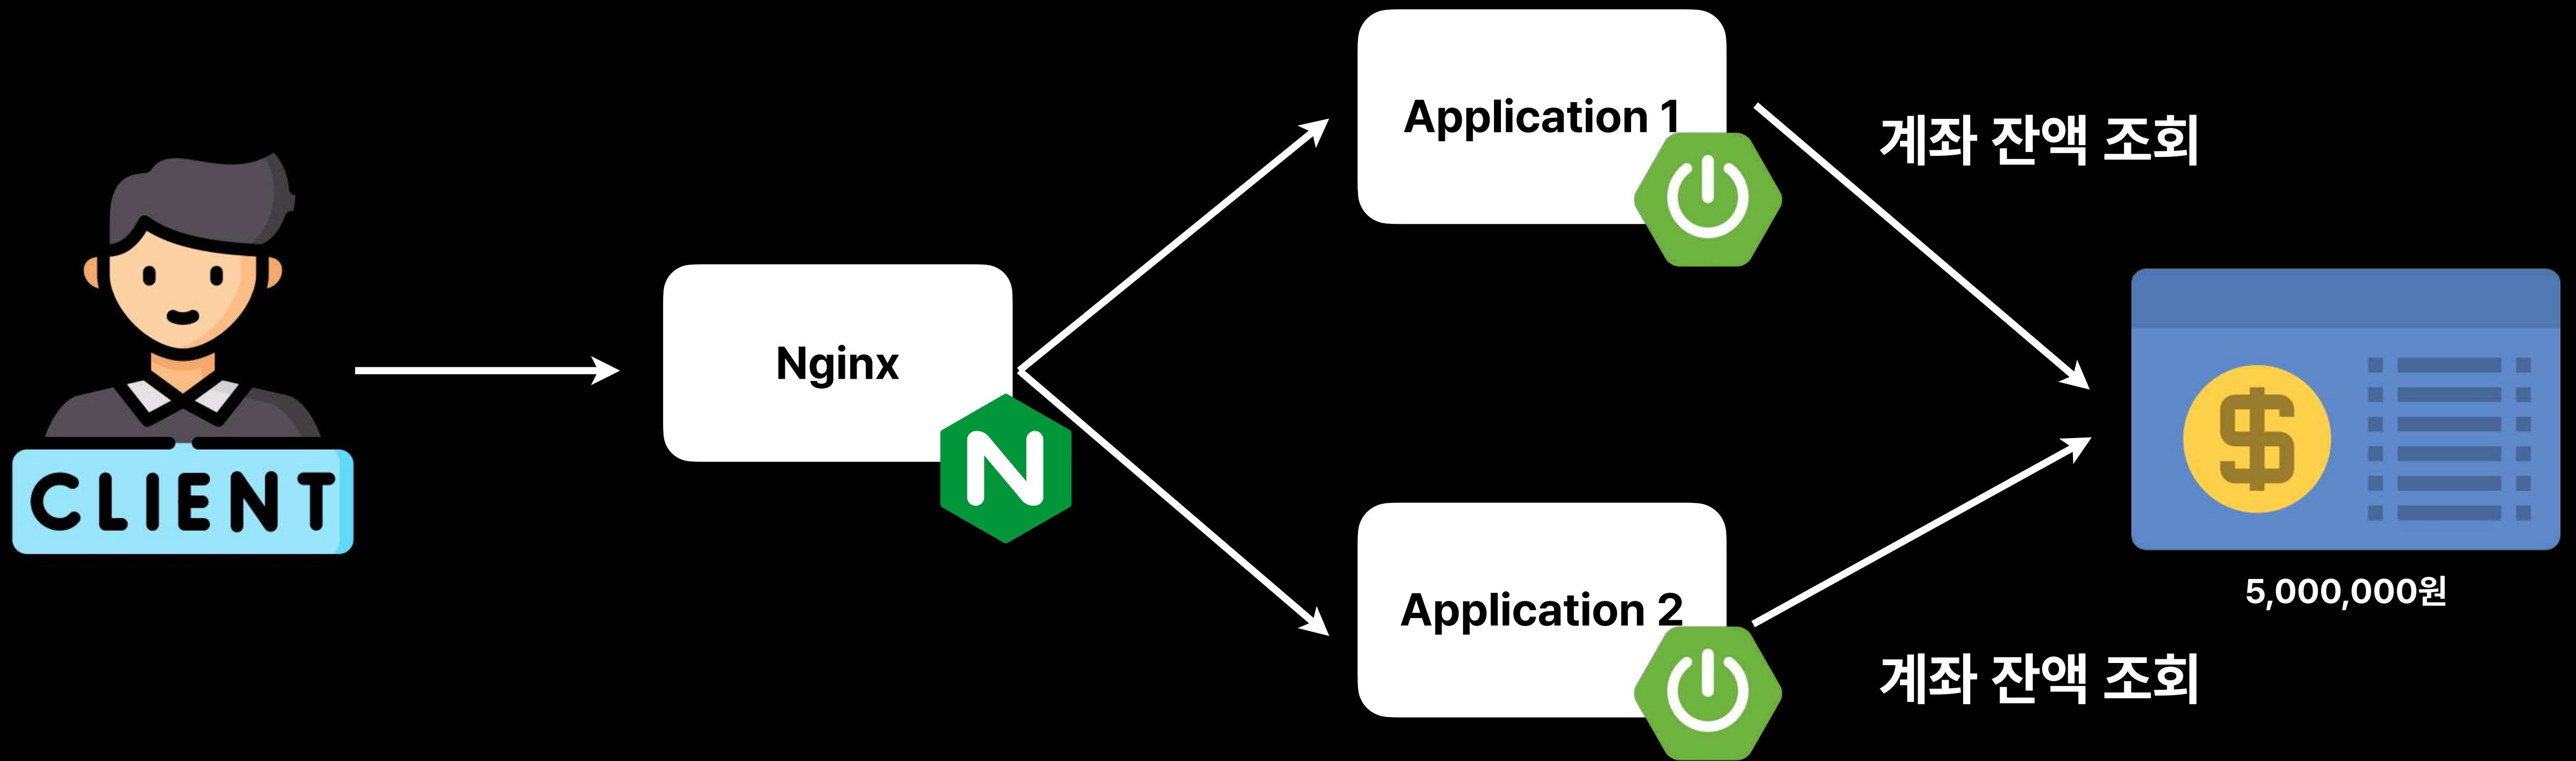 Application 1
계좌 잔액 조회
Nginx
N
CLIENT
$
5,000,000원
Application 2
계좌 잔액 조회